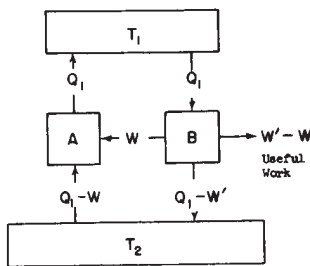 T₁
Q₁ Q₁
A W B W' – W
Useful
Work
Q₁ – W Q₁ – W'
T₂